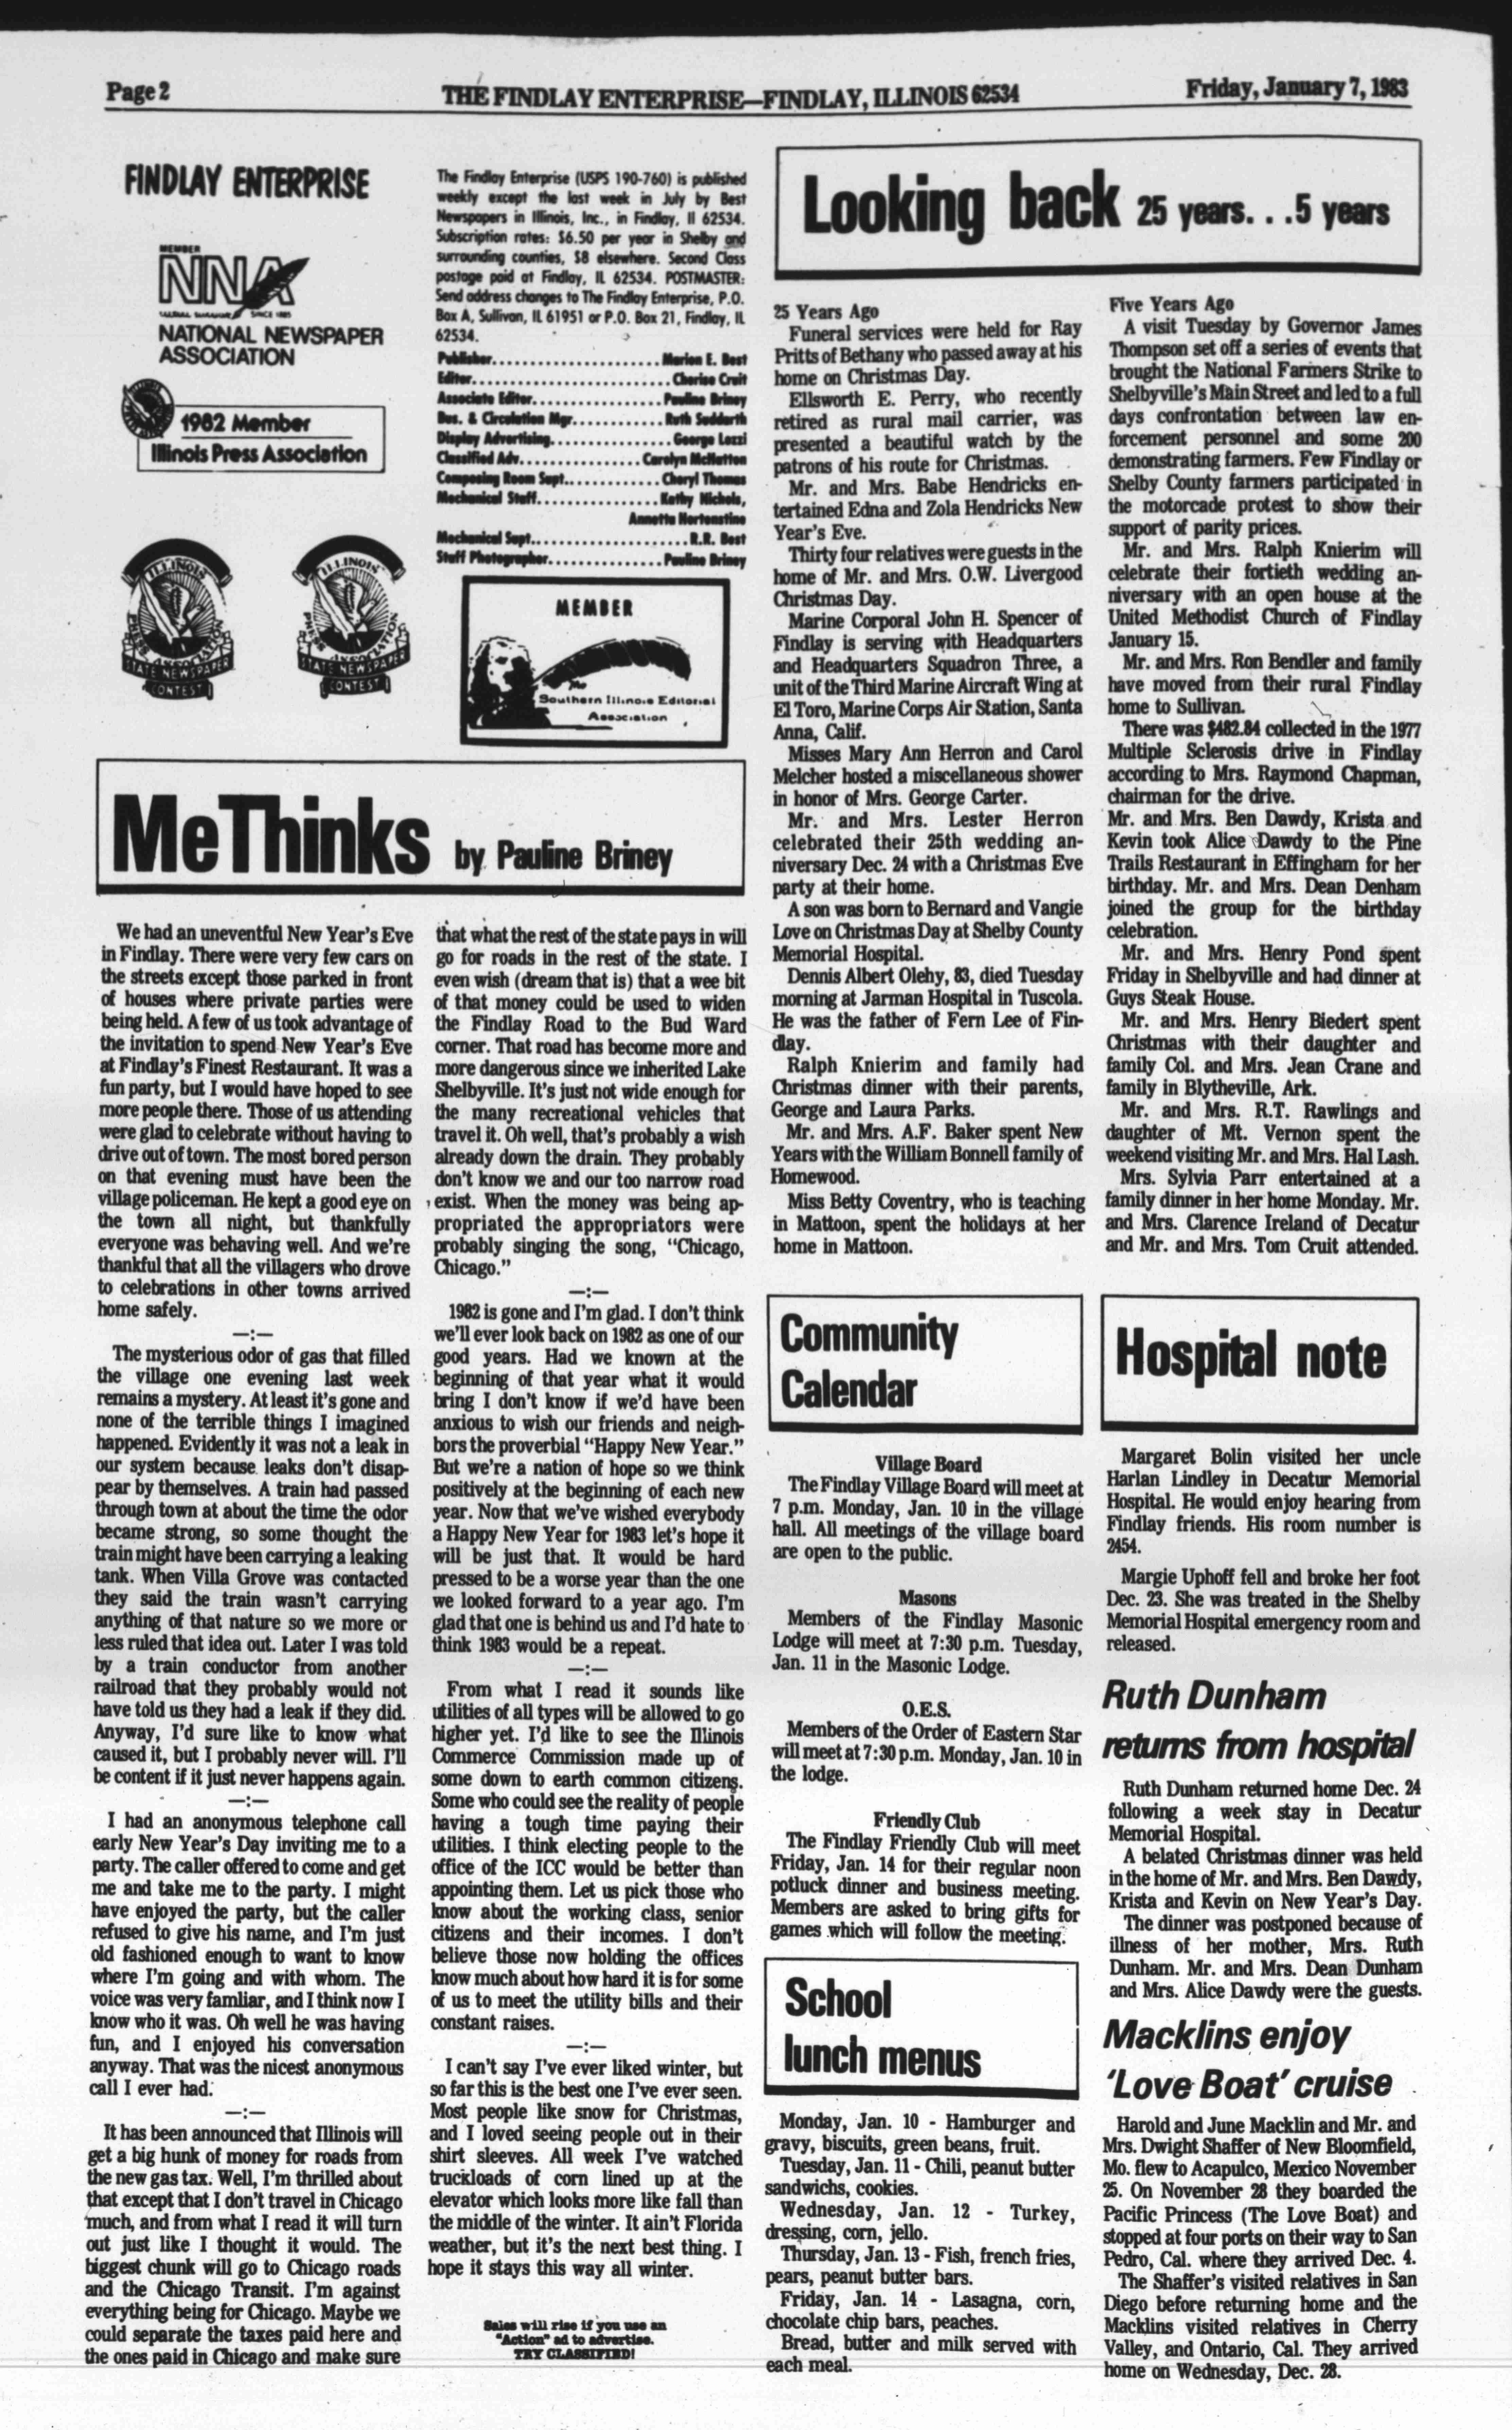 Page 2
THE FINDLAY ENTERPRISE—FINDLAY, ILLINOIS 62534
Friday, January 7, 1983
FINDLAY ENTERPRISE
MEMBER
NNA
SINCE 1885
NATIONAL NEWSPAPER
ASSOCIATION
1982 Member
Illinois Press Association
ILLINOIS
PRESS ASSOCIATION
STATE NEWSPAPER
CONTEST
ILLINOIS
PRESS ASSOCIATION
STATE NEWSPAPER
CONTEST
The Findlay Enterprise (USPS 190-760) is published
weekly except the last week in July by Best
Newspapers in Illinois, Inc., in Findlay, Il 62534.
Subscription rates: $6.50 per year in Shelby and
surrounding counties, $8 elsewhere. Second Class
postage paid at Findlay, IL 62534. POSTMASTER:
Send address changes to The Findlay Enterprise, P.O.
Box A, Sullivan, IL 61951 or P.O. Box 21, Findlay, IL
62534.
Publisher......................Marion E. Best
Editor..........................Cherise Cruit
Associate Editor.................Pauline Briney
Bus. & Circulation Mgr............Ruth Suddarth
Display Advertising................George Lozzi
Classified Adv................Carolyn McHatton
Composing Room Supt.............Cheryl Thomas
Mechanical Staff................Kathy Nichols,
Annette Hortenstine
Mechanical Supt....................R.R. Best
Staff Photographer...............Pauline Briney
MEMBER
The
Southern Illinois Editorial
Association
MeThinks by Pauline Briney
We had an uneventful New Year's Eve
in Findlay. There were very few cars on
the streets except those parked in front
of houses where private parties were
being held. A few of us took advantage of
the invitation to spend New Year's Eve
at Findlay's Finest Restaurant. It was a
fun party, but I would have hoped to see
more people there. Those of us attending
were glad to celebrate without having to
drive out of town. The most bored person
on that evening must have been the
village policeman. He kept a good eye on
the town all night, but thankfully
everyone was behaving well. And we're
thankful that all the villagers who drove
to celebrations in other towns arrived
home safely.
—:—
The mysterious odor of gas that filled
the village one evening last week
remains a mystery. At least it's gone and
none of the terrible things I imagined
happened. Evidently it was not a leak in
our system because leaks don't disap-
pear by themselves. A train had passed
through town at about the time the odor
became strong, so some thought the
train might have been carrying a leaking
tank. When Villa Grove was contacted
they said the train wasn't carrying
anything of that nature so we more or
less ruled that idea out. Later I was told
by a train conductor from another
railroad that they probably would not
have told us they had a leak if they did.
Anyway, I'd sure like to know what
caused it, but I probably never will. I'll
be content if it just never happens again.
—:—
I had an anonymous telephone call
early New Year's Day inviting me to a
party. The caller offered to come and get
me and take me to the party. I might
have enjoyed the party, but the caller
refused to give his name, and I'm just
old fashioned enough to want to know
where I'm going and with whom. The
voice was very famliar, and I think now I
know who it was. Oh well he was having
fun, and I enjoyed his conversation
anyway. That was the nicest anonymous
call I ever had.
—:—
It has been announced that Illinois will
get a big hunk of money for roads from
the new gas tax. Well, I'm thrilled about
that except that I don't travel in Chicago
much, and from what I read it will turn
out just like I thought it would. The
biggest chunk will go to Chicago roads
and the Chicago Transit. I'm against
everything being for Chicago. Maybe we
could separate the taxes paid here and
the ones paid in Chicago and make sure
that what the rest of the state pays in will
go for roads in the rest of the state. I
even wish (dream that is) that a wee bit
of that money could be used to widen
the Findlay Road to the Bud Ward
corner. That road has become more and
more dangerous since we inherited Lake
Shelbyville. It's just not wide enough for
the many recreational vehicles that
travel it. Oh well, that's probably a wish
already down the drain. They probably
don't know we and our too narrow road
exist. When the money was being ap-
propriated the appropriators were
probably singing the song, "Chicago,
Chicago."
—:—
1982 is gone and I'm glad. I don't think
we'll ever look back on 1982 as one of our
good years. Had we known at the
beginning of that year what it would
bring I don't know if we'd have been
anxious to wish our friends and neigh-
bors the proverbial "Happy New Year."
But we're a nation of hope so we think
positively at the beginning of each new
year. Now that we've wished everybody
a Happy New Year for 1983 let's hope it
will be just that. It would be hard
pressed to be a worse year than the one
we looked forward to a year ago. I'm
glad that one is behind us and I'd hate to
think 1983 would be a repeat.
—:—
From what I read it sounds like
utilities of all types will be allowed to go
higher yet. I'd like to see the Illinois
Commerce Commission made up of
some down to earth common citizens.
Some who could see the reality of people
having a tough time paying their
utilities. I think electing people to the
office of the ICC would be better than
appointing them. Let us pick those who
know about the working class, senior
citizens and their incomes. I don't
believe those now holding the offices
know much about how hard it is for some
of us to meet the utility bills and their
constant raises.
—:—
I can't say I've ever liked winter, but
so far this is the best one I've ever seen.
Most people like snow for Christmas,
and I loved seeing people out in their
shirt sleeves. All week I've watched
truckloads of corn lined up at the
elevator which looks more like fall than
the middle of the winter. It ain't Florida
weather, but it's the next best thing. I
hope it stays this way all winter.
Sales will rise if you use an
"Action" ad to advertise.
TRY CLASSIFIED!
Looking back 25 years. . .5 years
25 Years Ago
Funeral services were held for Ray
Pritts of Bethany who passed away at his
home on Christmas Day.
Ellsworth E. Perry, who recently
retired as rural mail carrier, was
presented a beautiful watch by the
patrons of his route for Christmas.
Mr. and Mrs. Babe Hendricks en-
tertained Edna and Zola Hendricks New
Year's Eve.
Thirty four relatives were guests in the
home of Mr. and Mrs. O.W. Livergood
Christmas Day.
Marine Corporal John H. Spencer of
Findlay is serving with Headquarters
and Headquarters Squadron Three, a
unit of the Third Marine Aircraft Wing at
El Toro, Marine Corps Air Station, Santa
Anna, Calif.
Misses Mary Ann Herron and Carol
Melcher hosted a miscellaneous shower
in honor of Mrs. George Carter.
Mr. and Mrs. Lester Herron
celebrated their 25th wedding an-
niversary Dec. 24 with a Christmas Eve
party at their home.
A son was born to Bernard and Vangie
Love on Christmas Day at Shelby County
Memorial Hospital.
Dennis Albert Olehy, 83, died Tuesday
morning at Jarman Hospital in Tuscola.
He was the father of Fern Lee of Fin-
dlay.
Ralph Knierim and family had
Christmas dinner with their parents,
George and Laura Parks.
Mr. and Mrs. A.F. Baker spent New
Years with the William Bonnell family of
Homewood.
Miss Betty Coventry, who is teaching
in Mattoon, spent the holidays at her
home in Mattoon.
Five Years Ago
A visit Tuesday by Governor James
Thompson set off a series of events that
brought the National Farmers Strike to
Shelbyville's Main Street and led to a full
days confrontation between law en-
forcement personnel and some 200
demonstrating farmers. Few Findlay or
Shelby County farmers participated in
the motorcade protest to show their
support of parity prices.
Mr. and Mrs. Ralph Knierim will
celebrate their fortieth wedding an-
niversary with an open house at the
United Methodist Church of Findlay
January 15.
Mr. and Mrs. Ron Bendler and family
have moved from their rural Findlay
home to Sullivan.
There was $482.84 collected in the 1977
Multiple Sclerosis drive in Findlay
according to Mrs. Raymond Chapman,
chairman for the drive.
Mr. and Mrs. Ben Dawdy, Krista and
Kevin took Alice Dawdy to the Pine
Trails Restaurant in Effingham for her
birthday. Mr. and Mrs. Dean Denham
joined the group for the birthday
celebration.
Mr. and Mrs. Henry Pond spent
Friday in Shelbyville and had dinner at
Guys Steak House.
Mr. and Mrs. Henry Biedert spent
Christmas with their daughter and
family Col. and Mrs. Jean Crane and
family in Blytheville, Ark.
Mr. and Mrs. R.T. Rawlings and
daughter of Mt. Vernon spent the
weekend visiting Mr. and Mrs. Hal Lash.
Mrs. Sylvia Parr entertained at a
family dinner in her home Monday. Mr.
and Mrs. Clarence Ireland of Decatur
and Mr. and Mrs. Tom Cruit attended.
Community
Calendar
Village Board
The Findlay Village Board will meet at
7 p.m. Monday, Jan. 10 in the village
hall. All meetings of the village board
are open to the public.
Masons
Members of the Findlay Masonic
Lodge will meet at 7:30 p.m. Tuesday,
Jan. 11 in the Masonic Lodge.
O.E.S.
Members of the Order of Eastern Star
will meet at 7:30 p.m. Monday, Jan. 10 in
the lodge.
Friendly Club
The Findlay Friendly Club will meet
Friday, Jan. 14 for their regular noon
potluck dinner and business meeting.
Members are asked to bring gifts for
games which will follow the meeting.
School
lunch menus
Monday, Jan. 10 - Hamburger and
gravy, biscuits, green beans, fruit.
Tuesday, Jan. 11 - Chili, peanut butter
sandwichs, cookies.
Wednesday, Jan. 12 - Turkey,
dressing, corn, jello.
Thursday, Jan. 13 - Fish, french fries,
pears, peanut butter bars.
Friday, Jan. 14 - Lasagna, corn,
chocolate chip bars, peaches.
Bread, butter and milk served with
each meal.
Hospital note
Margaret Bolin visited her uncle
Harlan Lindley in Decatur Memorial
Hospital. He would enjoy hearing from
Findlay friends. His room number is
2454.
Margie Uphoff fell and broke her foot
Dec. 23. She was treated in the Shelby
Memorial Hospital emergency room and
released.
Ruth Dunham
returns from hospital
Ruth Dunham returned home Dec. 24
following a week stay in Decatur
Memorial Hospital.
A belated Christmas dinner was held
in the home of Mr. and Mrs. Ben Dawdy,
Krista and Kevin on New Year's Day.
The dinner was postponed because of
illness of her mother, Mrs. Ruth
Dunham. Mr. and Mrs. Dean Dunham
and Mrs. Alice Dawdy were the guests.
Macklins enjoy
'Love Boat' cruise
Harold and June Macklin and Mr. and
Mrs. Dwight Shaffer of New Bloomfield,
Mo. flew to Acapulco, Mexico November
25. On November 28 they boarded the
Pacific Princess (The Love Boat) and
stopped at four ports on their way to San
Pedro, Cal. where they arrived Dec. 4.
The Shaffer's visited relatives in San
Diego before returning home and the
Macklins visited relatives in Cherry
Valley, and Ontario, Cal. They arrived
home on Wednesday, Dec. 28.